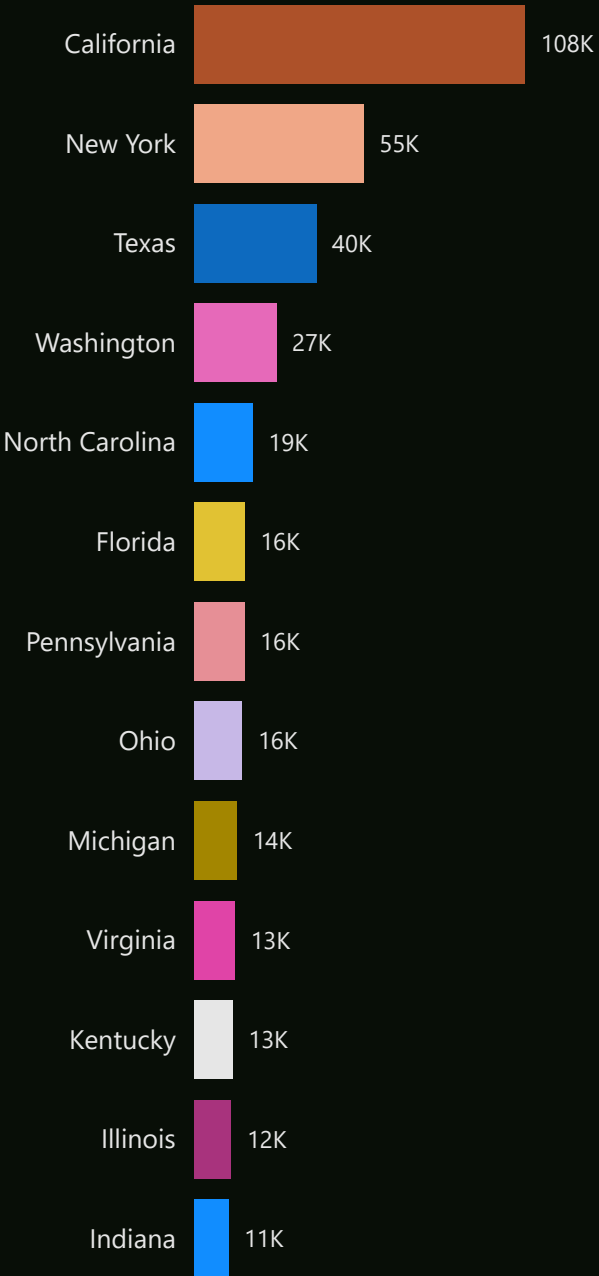 California 108K
New York 55K
Texas 40K
Washington 27K
North Carolina 19K
Florida 16K
Pennsylvania 16K
Ohio 16K
Michigan 14K
Virginia 13K
Kentucky 13K
Illinois 12K
Indiana 11K